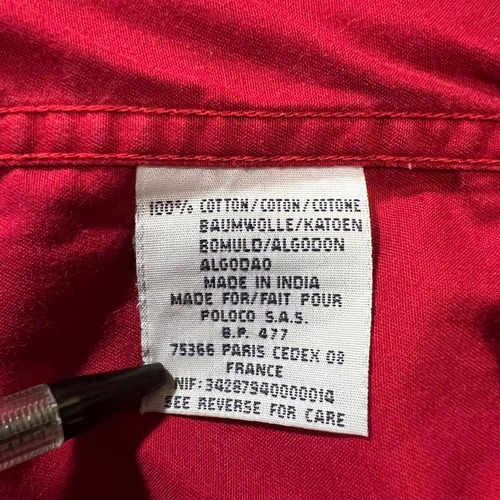 100% COTTON/COTON/COTONE
BAUMWOLLE/KATOEN
BOMULD/ALGODON
ALGODAO
MADE IN INDIA
MADE FOR/FAIT POUR
POLOCO S.A.S.
B.P. 477
75366 PARIS CEDEX 08
FRANCE
NIF:34287940000014
SEE REVERSE FOR CARE